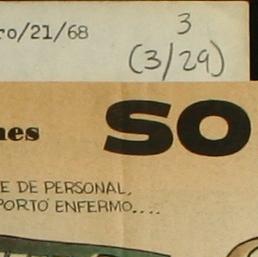 ro/21/68
3
(3/29)
nes
SO
E DE PERSONAL,
PORTÓ ENFERMO....